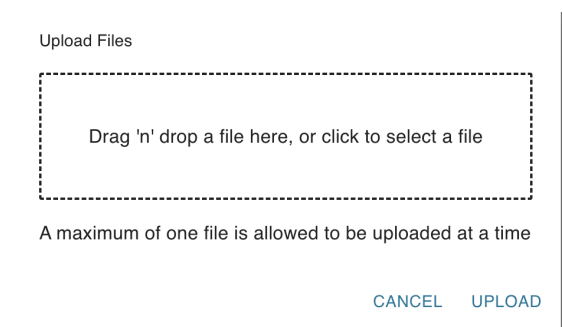 Upload Files
Drag 'n' drop a file here, or click to select a file
A maximum of one file is allowed to be uploaded at a time
CANCEL UPLOAD